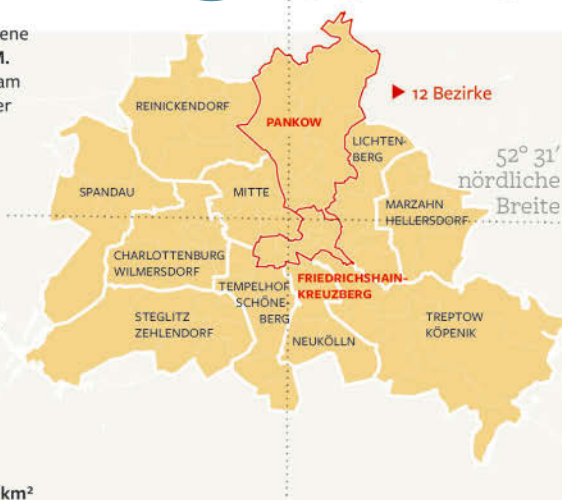 ene
M.
am
er
12 Bezirke
REINICKENDORF
PANKOW
LICHTEN-
BERG
52° 31′
nördliche
Breite
SPANDAU
MITTE
MARZAHN
HELLERSDORF
CHARLOTTENBURG
WILMERSDORF
TEMPELHOF
SCHÖNE-
BERG
FRIEDRICHSHAIN-
KREUZBERG
STEGLITZ
ZEHLENDORF
NEUKÖLLN
TREPTOW
KÖPENIK
km²